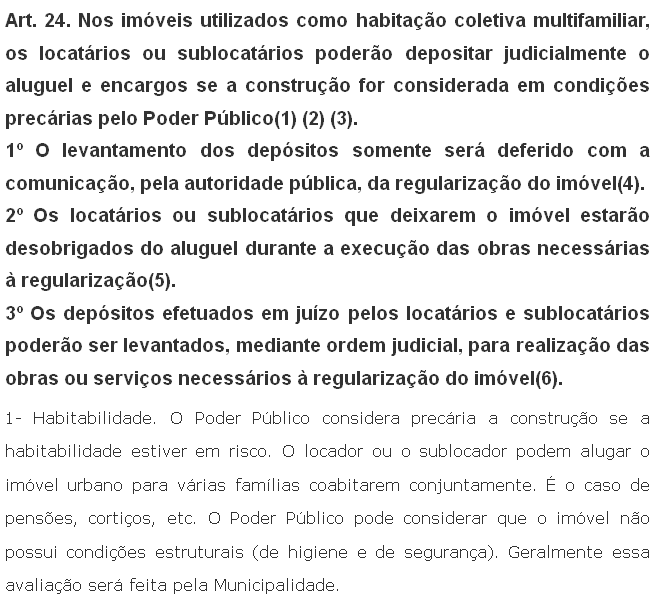 Art. 24. Nos imóveis utilizados como habitação coletiva multifamiliar,
os locatários ou sublocatários poderão depositar judicialmente o
aluguel e encargos se a construção for considerada em condições
precárias pelo Poder Público(1) (2) (3).
1º O levantamento dos depósitos somente será deferido com a
comunicação, pela autoridade pública, da regularização do imóvel(4).
2º Os locatários ou sublocatários que deixarem o imóvel estarão
desobrigados do aluguel durante a execução das obras necessárias
à regularização(5).
3º Os depósitos efetuados em juízo pelos locatários e sublocatários
poderão ser levantados, mediante ordem judicial, para realização das
obras ou serviços necessários à regularização do imóvel(6).
1- Habitabilidade. O Poder Público considera precária a construção se a
habitabilidade estiver em risco. O locador ou o sublocador podem alugar o
imóvel urbano para várias famílias coabitarem conjuntamente. É o caso de
pensões, cortiços, etc. O Poder Público pode considerar que o imóvel não
possui condições estruturais (de higiene e de segurança). Geralmente essa
avaliação será feita pela Municipalidade.